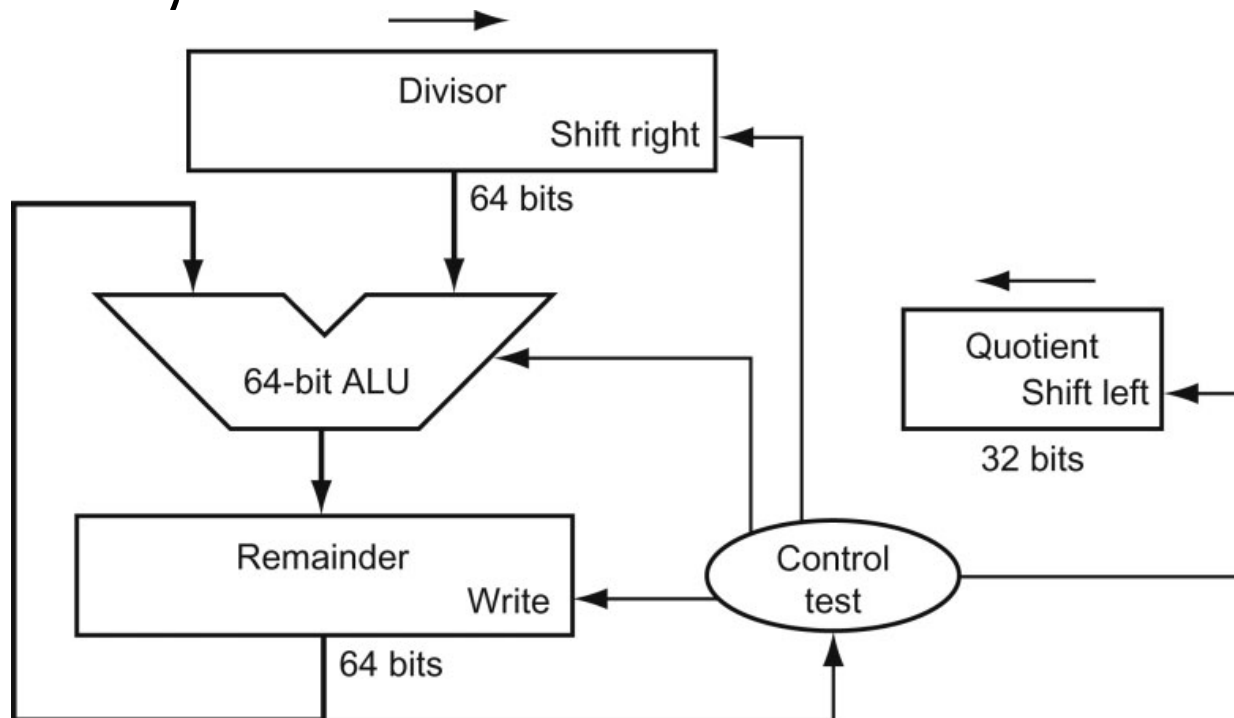 Divisor
Shift right
64 bits
64-bit ALU
Quotient
Shift left
32 bits
Remainder
Write
Control
test
64 bits